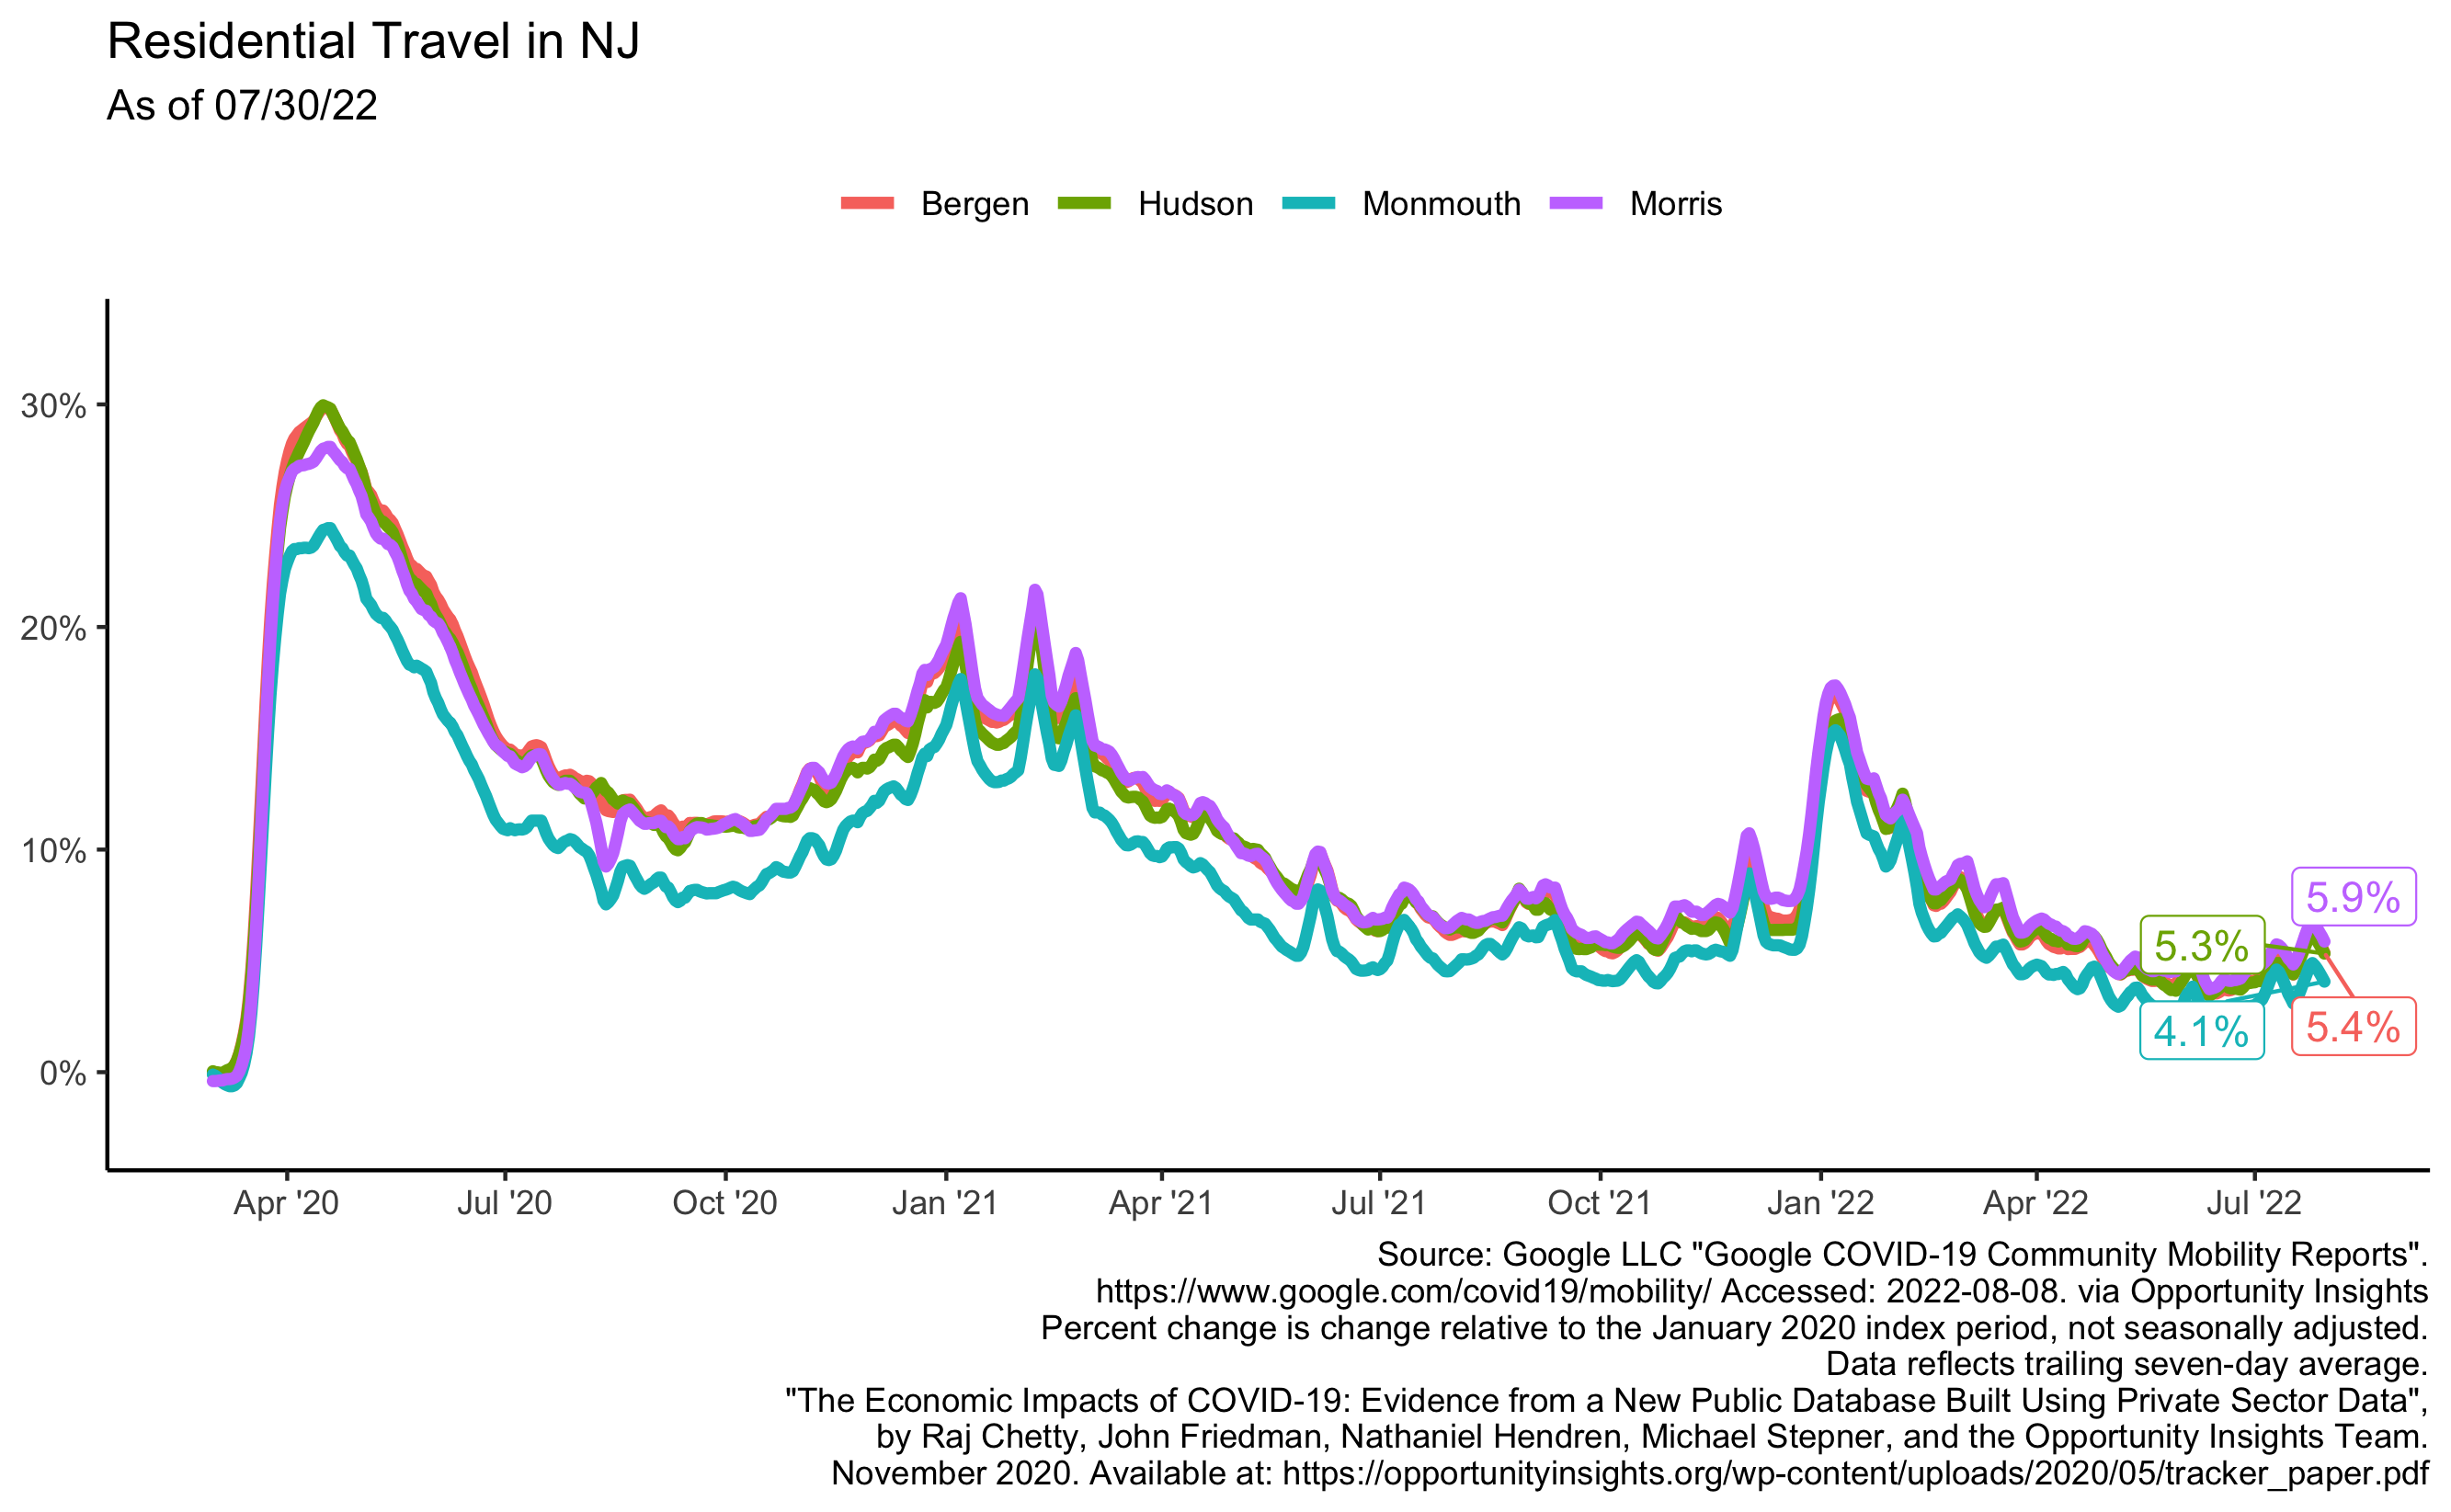 Residential Travel in NJ
As of 07/30/22
Bergen Hudson Monmouth Morris
30%
20%
10%
0%
5.9%
5.3%
5.4%
4.1%
Apr '20 Jul '20 Oct '20 Jan '21 Apr '21 Jul '21 Oct '21 Jan '22 Apr '22 Jul '22
Source: Google LLC "Google COVID-19 Community Mobility Reports".
https://www.google.com/covid19/mobility/ Accessed: 2022-08-08. via Opportunity Insights
Percent change is change relative to the January 2020 index period, not seasonally adjusted.
Data reflects trailing seven-day average.
"The Economic Impacts of COVID-19: Evidence from a New Public Database Built Using Private Sector Data",
by Raj Chetty, John Friedman, Nathaniel Hendren, Michael Stepner, and the Opportunity Insights Team.
November 2020. Available at: https://opportunityinsights.org/wp-content/uploads/2020/05/tracker_paper.pdf